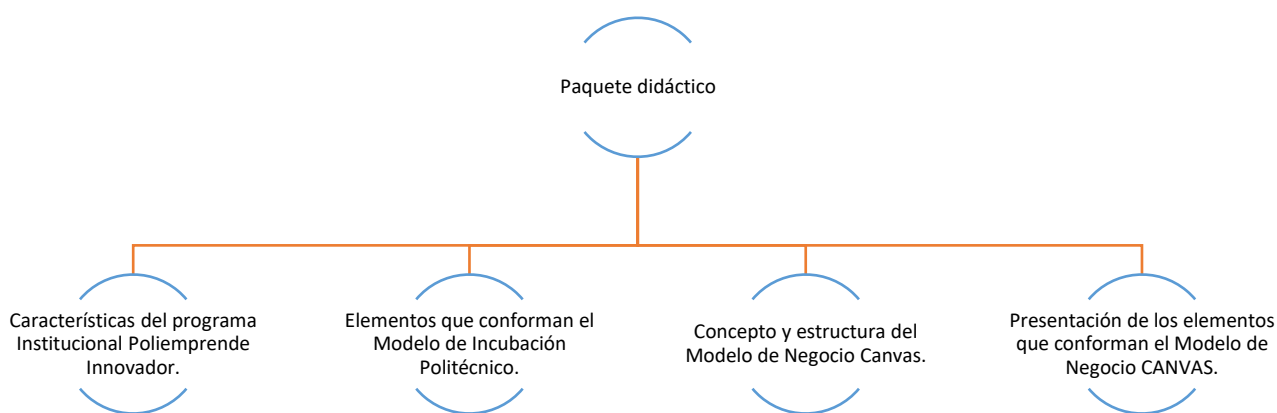 Paquete didáctico
Características del programa
Institucional Poliemprende
Innovador.
Elementos que conforman el
Modelo de Incubación
Politécnico.
Concepto y estructura del
Modelo de Negocio Canvas.
Presentación de los elementos
que conforman el Modelo de
Negocio CANVAS.